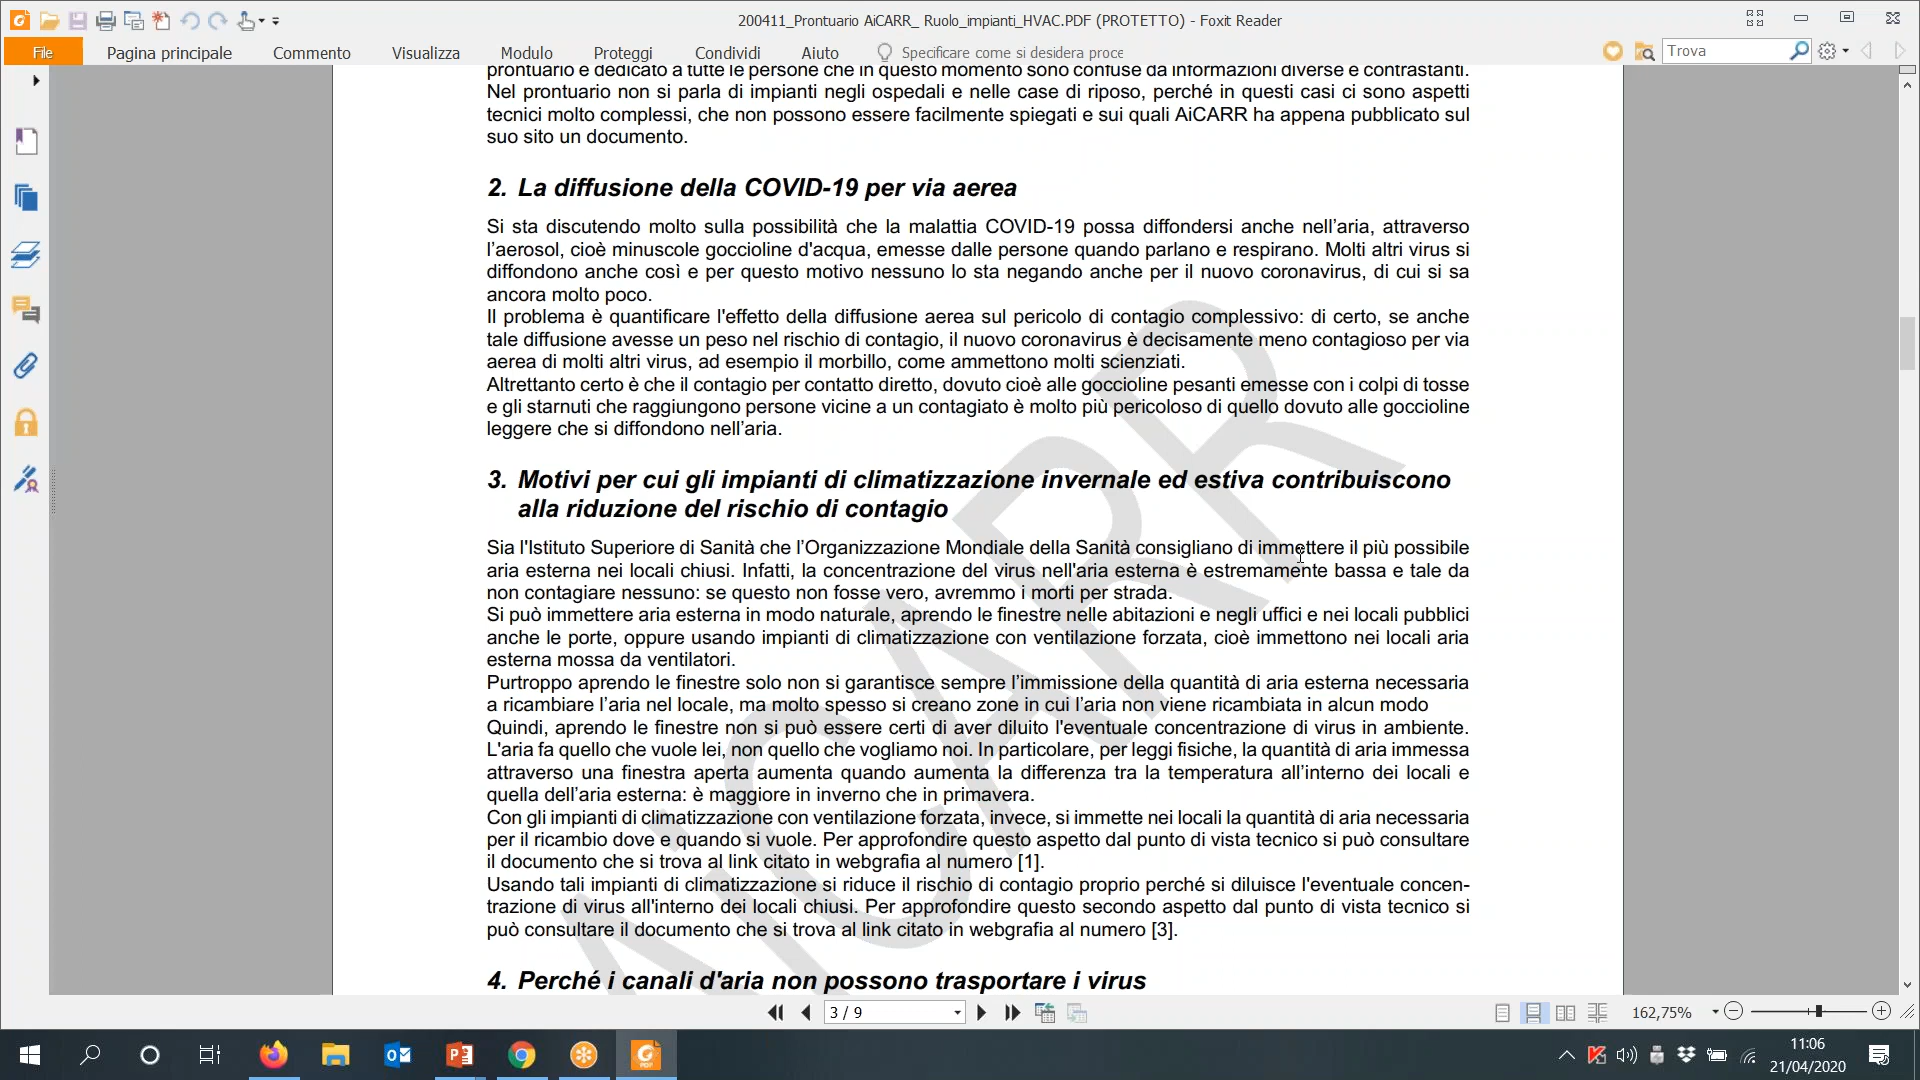 200411_Prontuario AiCARR_ Ruolo_impianti_HVAC.PDF (PROTETTO) - Foxit Reader
File Pagina principale Commento Visualizza Modulo Proteggi Condividi Aiuto Specificare come si desidera proce Trova
prontuario è dedicato a tutte le persone che in questo momento sono confuse da informazioni diverse e contrastanti.
Nel prontuario non si parla di impianti negli ospedali e nelle case di riposo, perché in questi casi ci sono aspetti
tecnici molto complessi, che non possono essere facilmente spiegati e sui quali AiCARR ha appena pubblicato sul
suo sito un documento.
2. La diffusione della COVID-19 per via aerea
Si sta discutendo molto sulla possibilità che la malattia COVID-19 possa diffondersi anche nell’aria, attraverso
l’aerosol, cioè minuscole goccioline d'acqua, emesse dalle persone quando parlano e respirano. Molti altri virus si
diffondono anche così e per questo motivo nessuno lo sta negando anche per il nuovo coronavirus, di cui si sa
ancora molto poco.
Il problema è quantificare l'effetto della diffusione aerea sul pericolo di contagio complessivo: di certo, se anche
tale diffusione avesse un peso nel rischio di contagio, il nuovo coronavirus è decisamente meno contagioso per via
aerea di molti altri virus, ad esempio il morbillo, come ammettono molti scienziati.
Altrettanto certo è che il contagio per contatto diretto, dovuto cioè alle goccioline pesanti emesse con i colpi di tosse
e gli starnuti che raggiungono persone vicine a un contagiato è molto più pericoloso di quello dovuto alle goccioline
leggere che si diffondono nell’aria.
3. Motivi per cui gli impianti di climatizzazione invernale ed estiva contribuiscono
alla riduzione del rischio di contagio
Sia l'Istituto Superiore di Sanità che l’Organizzazione Mondiale della Sanità consigliano di immettere il più possibile
aria esterna nei locali chiusi. Infatti, la concentrazione del virus nell'aria esterna è estremamente bassa e tale da
non contagiare nessuno: se questo non fosse vero, avremmo i morti per strada.
Si può immettere aria esterna in modo naturale, aprendo le finestre nelle abitazioni e negli uffici e nei locali pubblici
anche le porte, oppure usando impianti di climatizzazione con ventilazione forzata, cioè immettono nei locali aria
esterna mossa da ventilatori.
Purtroppo aprendo le finestre solo non si garantisce sempre l’immissione della quantità di aria esterna necessaria
a ricambiare l’aria nel locale, ma molto spesso si creano zone in cui l’aria non viene ricambiata in alcun modo
Quindi, aprendo le finestre non si può essere certi di aver diluito l'eventuale concentrazione di virus in ambiente.
L'aria fa quello che vuole lei, non quello che vogliamo noi. In particolare, per leggi fisiche, la quantità di aria immessa
attraverso una finestra aperta aumenta quando aumenta la differenza tra la temperatura all’interno dei locali e
quella dell’aria esterna: è maggiore in inverno che in primavera.
Con gli impianti di climatizzazione con ventilazione forzata, invece, si immette nei locali la quantità di aria necessaria
per il ricambio dove e quando si vuole. Per approfondire questo aspetto dal punto di vista tecnico si può consultare
il documento che si trova al link citato in webgrafia al numero [1].
Usando tali impianti di climatizzazione si riduce il rischio di contagio proprio perché si diluisce l'eventuale concen-
trazione di virus all'interno dei locali chiusi. Per approfondire questo secondo aspetto dal punto di vista tecnico si
può consultare il documento che si trova al link citato in webgrafia al numero [3].
4. Perché i canali d'aria non possono trasportare i virus
AiCARR
3 / 9 162,75%
11:06
21/04/2020